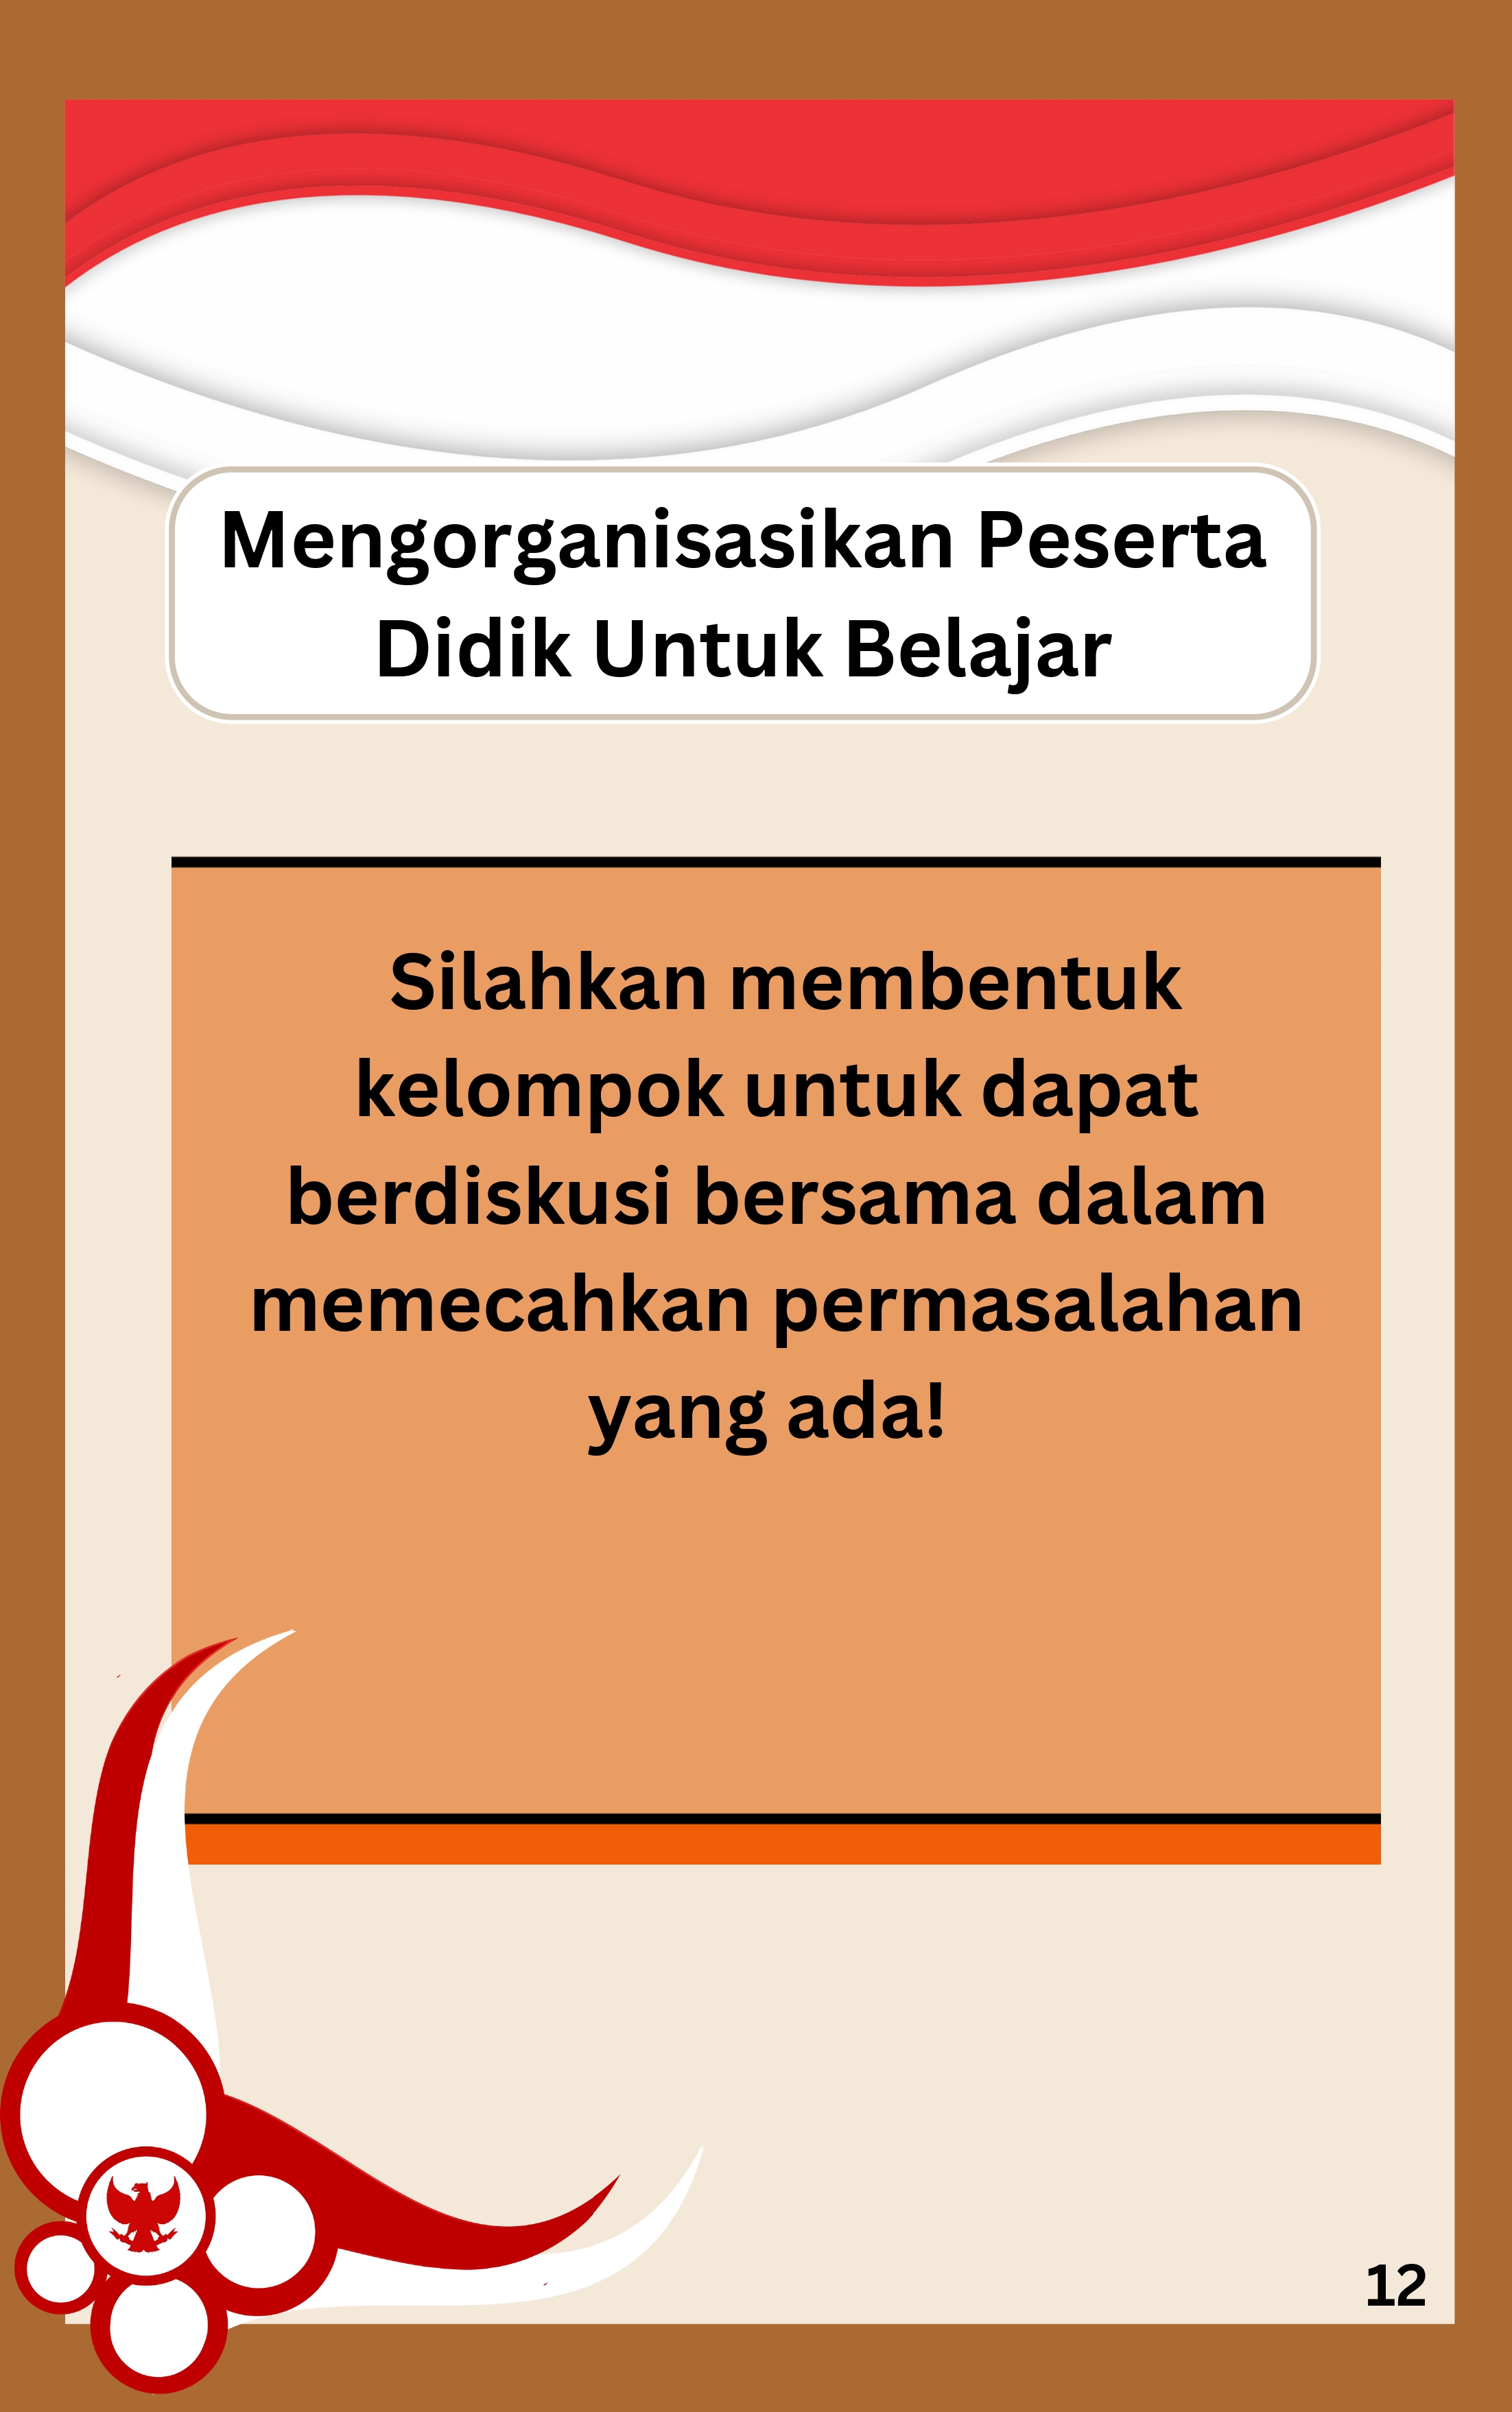 Mengorganisasikan Peserta
Didik Untuk Belajar
Silahkan membentuk
kelompok untuk dapat
berdiskusi bersama dalam
memecahkan permasalahan
yang ada!
12